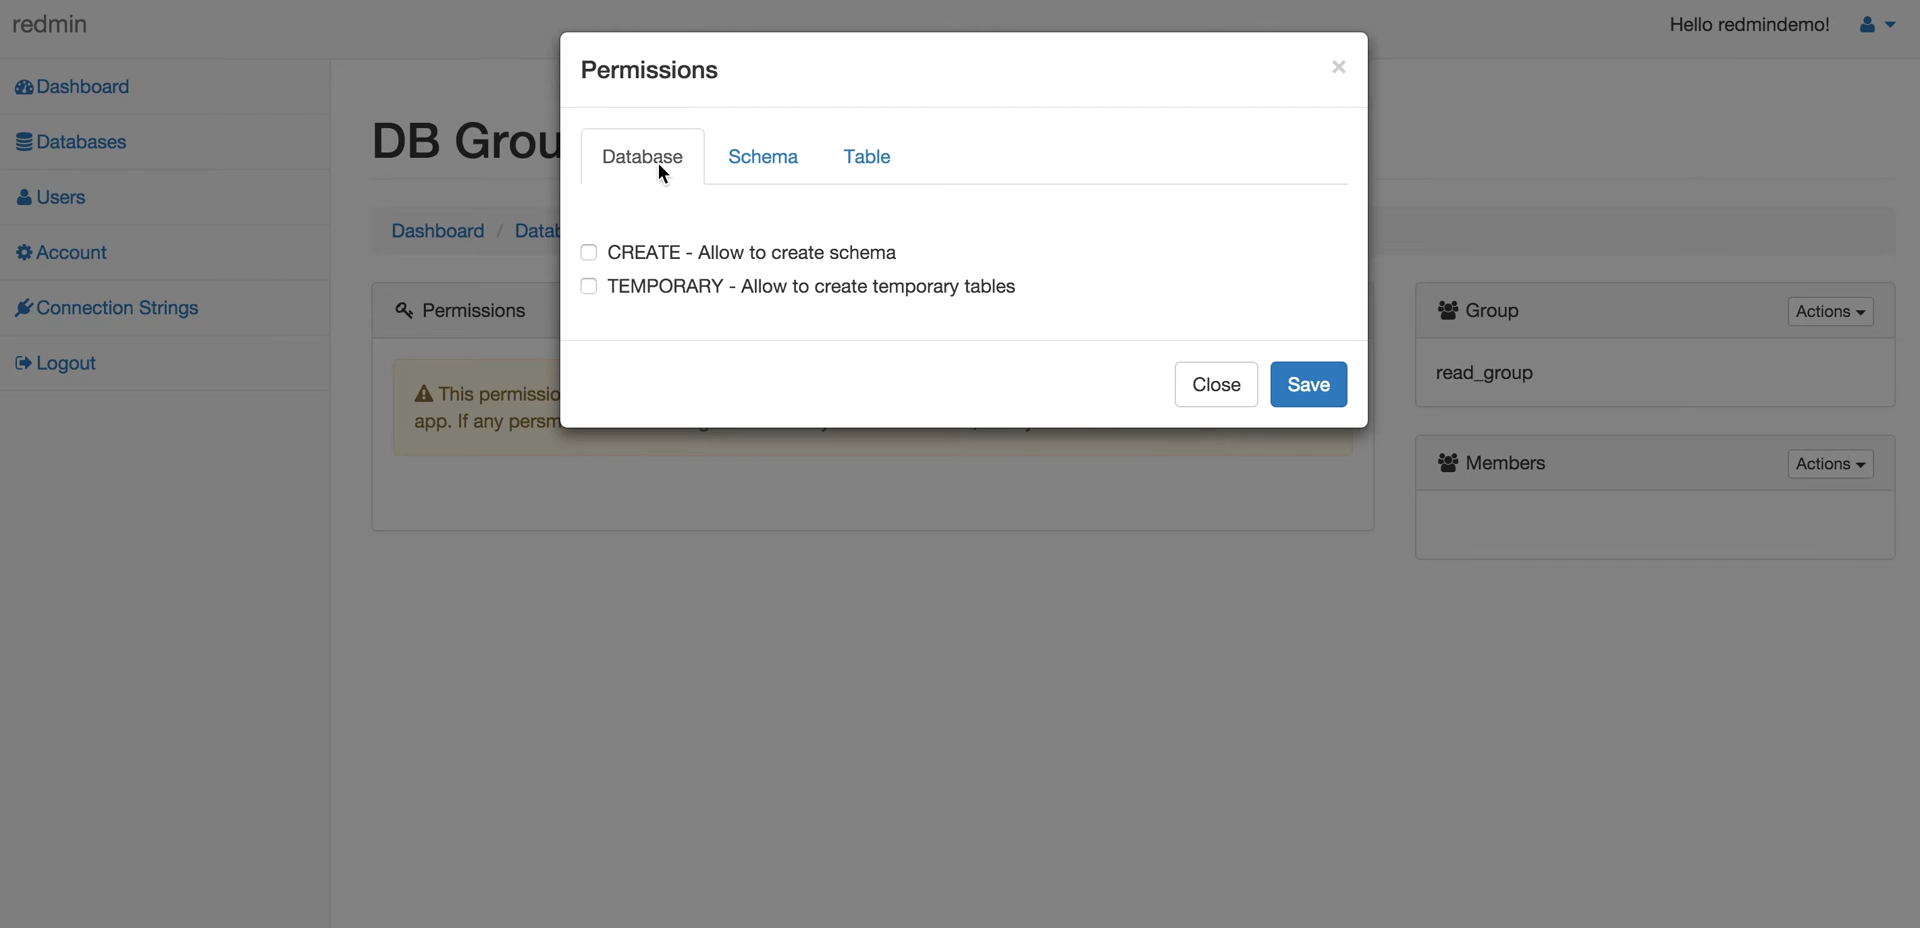 redmin
Hello redmindemo!
Dashboard
Databases
Users
Account
Connection Strings
Logout
DB Grou
Dashboard / Datab
Permissions
This permissio
app. If any persm
Permissions
×
Database
Schema
Table
CREATE - Allow to create schema
TEMPORARY - Allow to create temporary tables
Close
Save
Group
Actions
read_group
Members
Actions